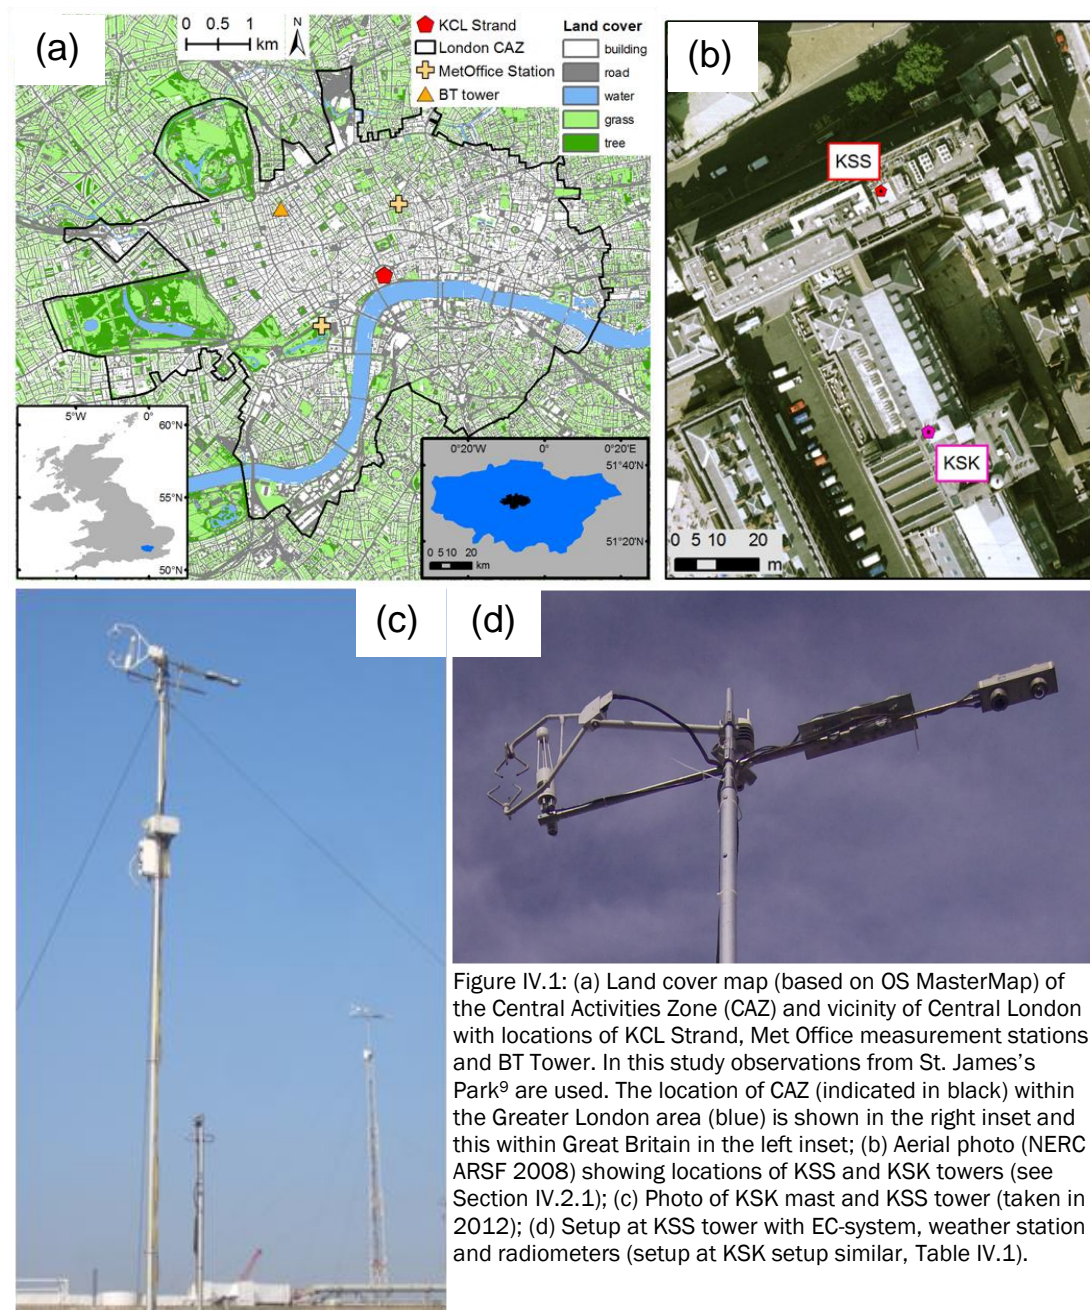 (a)
0 0.5 1
km
N
KCL Strand
London CAZ
MetOffice Station
BT tower
Land cover
building
road
water
grass
tree
5°W 0°
60°N
55°N
50°N
0°20'W 0° 0°20'E
51°40'N
51°20'N
0 5 10 20
km
(b)
KSS
KSK
0 10 20
m
(c)
(d)
Figure IV.1: (a) Land cover map (based on OS MasterMap) of
the Central Activities Zone (CAZ) and vicinity of Central London
with locations of KCL Strand, Met Office measurement stations
and BT Tower. In this study observations from St. James's
Park⁹ are used. The location of CAZ (indicated in black) within
the Greater London area (blue) is shown in the right inset and
this within Great Britain in the left inset; (b) Aerial photo (NERC
ARSF 2008) showing locations of KSS and KSK towers (see
Section IV.2.1); (c) Photo of KSK mast and KSS tower (taken in
2012); (d) Setup at KSS tower with EC-system, weather station
and radiometers (setup at KSK setup similar, Table IV.1).